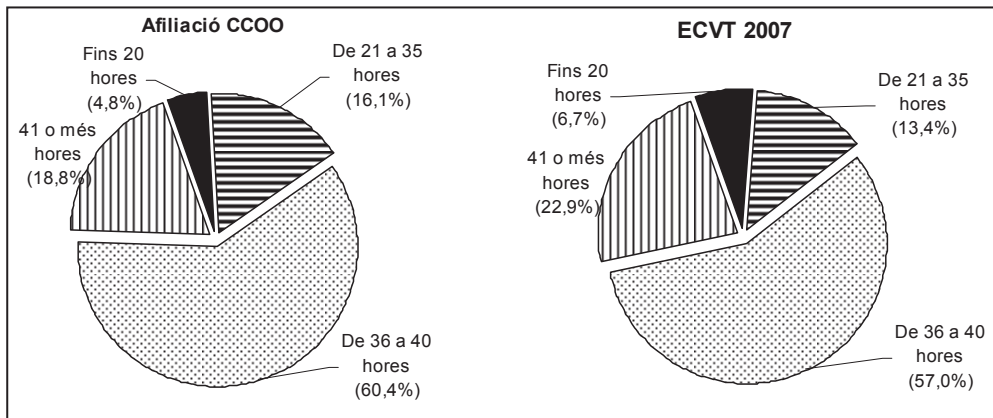 Afiliació CCOO
Fins 20
hores
(4,8%)
De 21 a 35
hores
(16,1%)
41 o més
hores
(18,8%)
De 36 a 40
hores
(60,4%)
ECVT 2007
Fins 20
hores
(6,7%)
De 21 a 35
hores
(13,4%)
41 o més
hores
(22,9%)
De 36 a 40
hores
(57,0%)